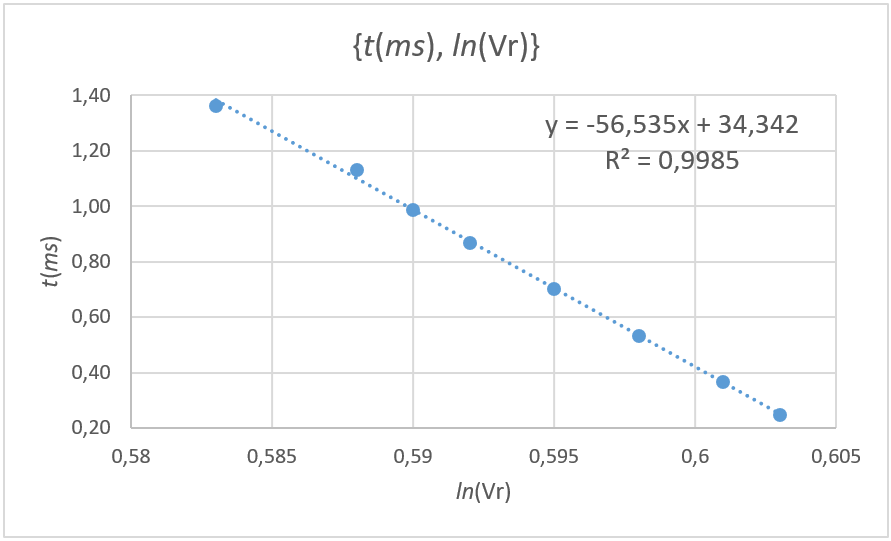 {t(ms), ln(Vr)}
y = -56,535x + 34,342
R² = 0,9985
1,40
1,20
1,00
0,80
0,60
0,40
0,20
t(ms)
0,58 0,585 0,59 0,595 0,6 0,605
ln(Vr)